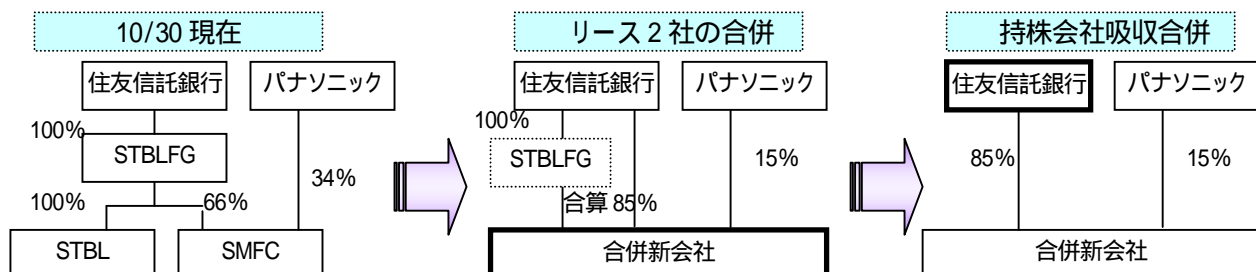 10/30 現在
住友信託銀行
パナソニック
100%
STBLFG
34%
100%
66%
STBL
SMFC
リース 2 社の合併
住友信託銀行
パナソニック
100%
STBLFG
15%
合算 85%
合併新会社
持株会社吸収合併
住友信託銀行
パナソニック
85%
15%
合併新会社